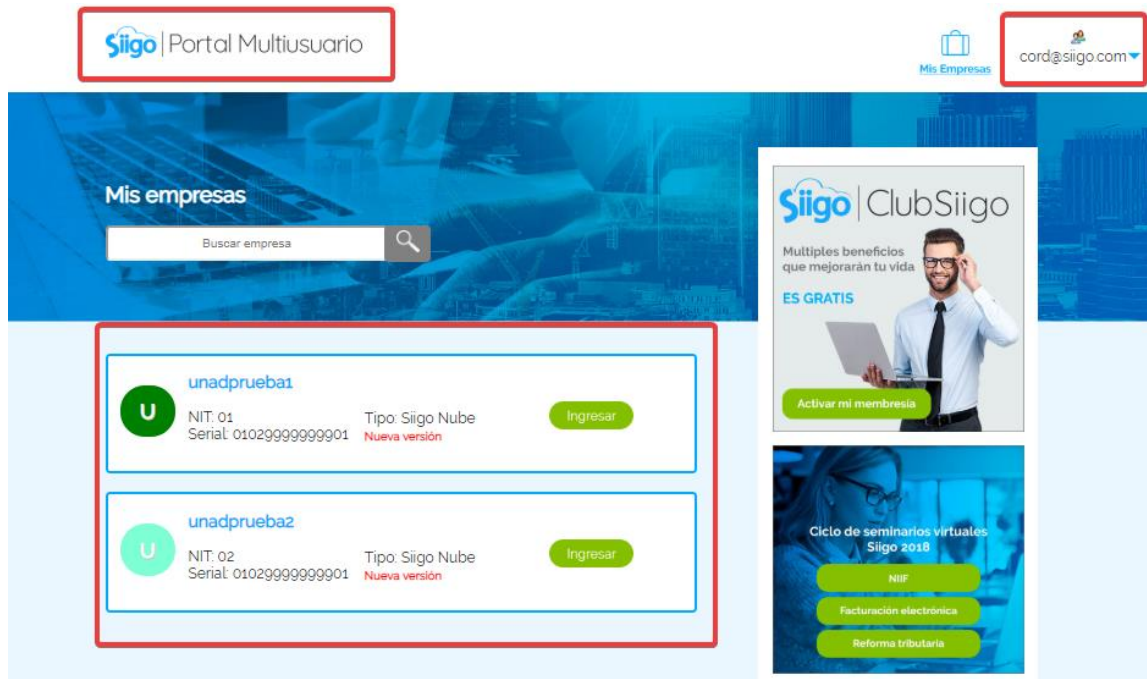 Siigo | Portal Multiusuario
Mis Empresas
cord@siigo.com
Mis empresas
Buscar empresa
unadprueba1
U
NIT: 01
Serial: 01029999999901
Tipo: Siigo Nube
Nueva versión
Ingresar
unadprueba2
U
NIT: 02
Serial: 01029999999901
Tipo: Siigo Nube
Nueva versión
Ingresar
Siigo | ClubSiigo
Multiples beneficios
que mejorarán tu vida
ES GRATIS
Activar mi membresía
Ciclo de seminarios virtuales
Siigo 2018
NIIF
Facturación electrónica
Reforma tributaria